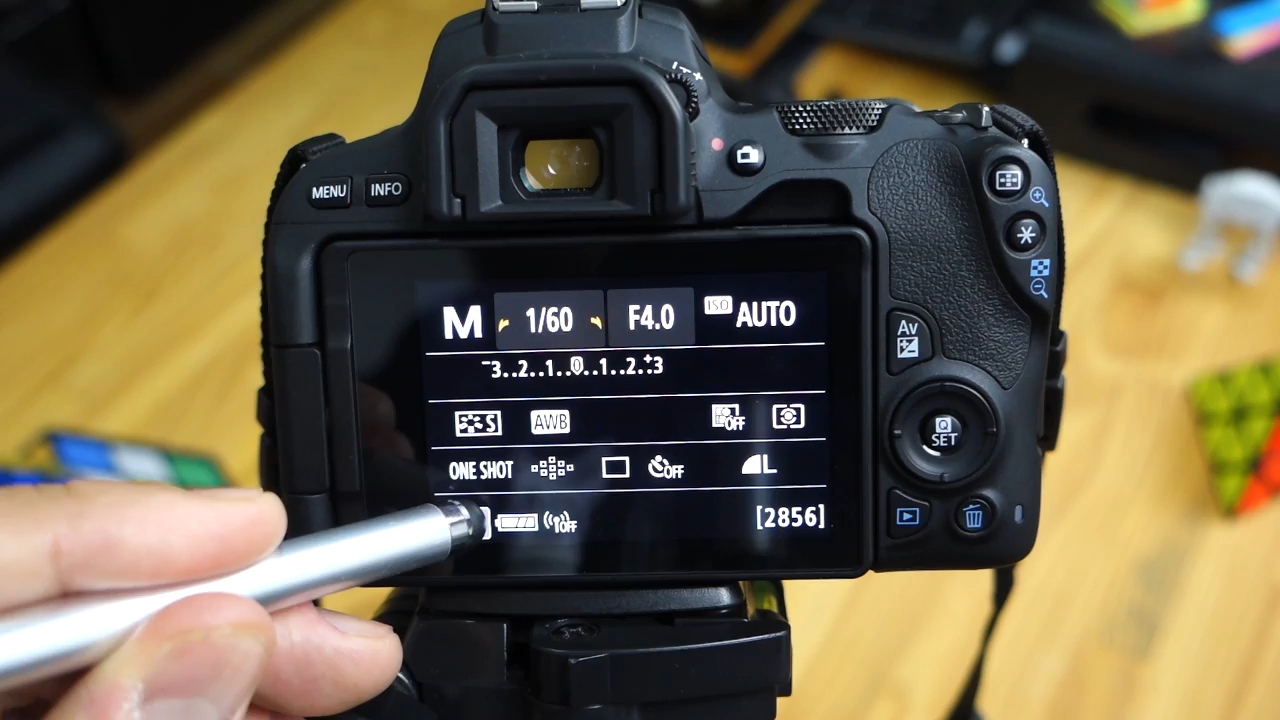 MENU INFO
M 1/60 F4.0 ISO AUTO
-3..2..1..0..1..2.+3
S AWB OFF
ONE SHOT OFF L
OFF [2856]
Av
Q
SET